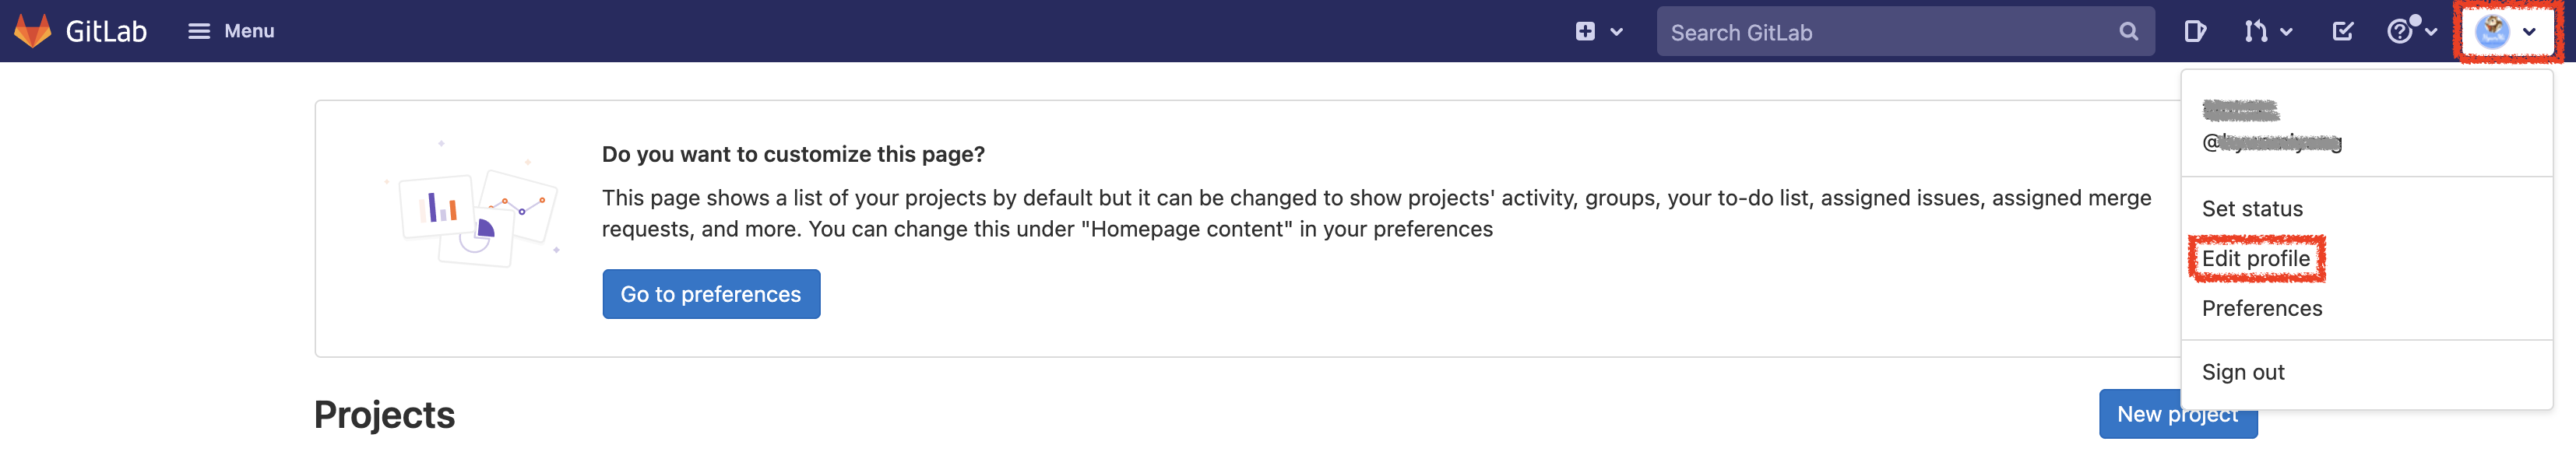 GitLab
Menu
Search GitLab
Do you want to customize this page?
This page shows a list of your projects by default but it can be changed to show projects' activity, groups, your to-do list, assigned issues, assigned merge
requests, and more. You can change this under "Homepage content" in your preferences
Go to preferences
@
Set status
Edit profile
Preferences
Sign out
Projects
New project